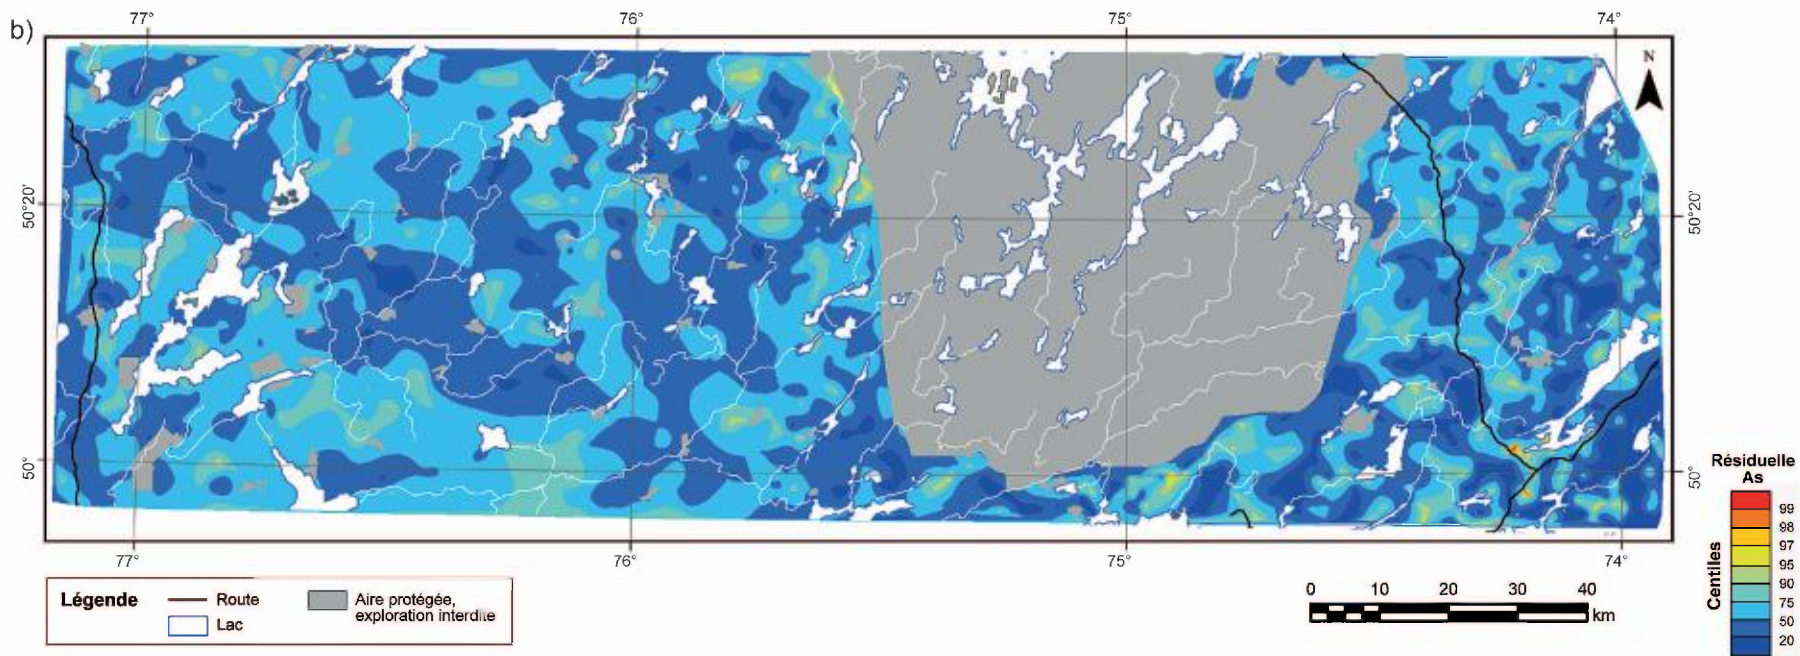 b)
77° 76° 75° 74°
N
50°20' 50°20'
50° 50°
77° 76° 75° 74°
Légende
Route
Lac
Aire protégée,
exploration interdite
0 10 20 30 40
km
Résiduelle
As
Centiles
99
98
97
95
90
75
50
20